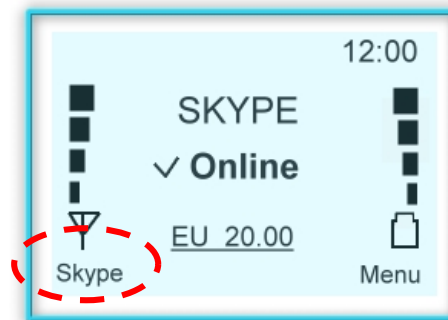 12:00
SKYPE
✓ Online
EU 20.00
Skype Menu